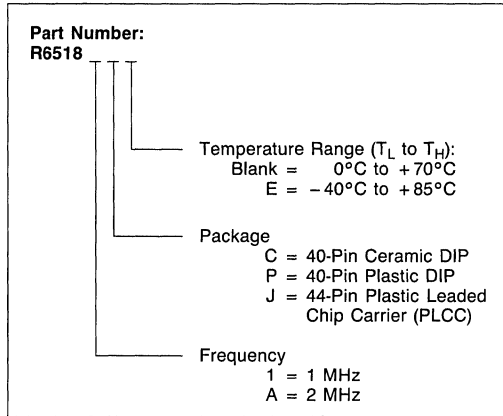 Part Number:
R6518 _ _ _
Temperature Range (TL to TH):
Blank = 0°C to +70°C
E = −40°C to +85°C
Package
C = 40-Pin Ceramic DIP
P = 40-Pin Plastic DIP
J = 44-Pin Plastic Leaded
Chip Carrier (PLCC)
Frequency
1 = 1 MHz
A = 2 MHz